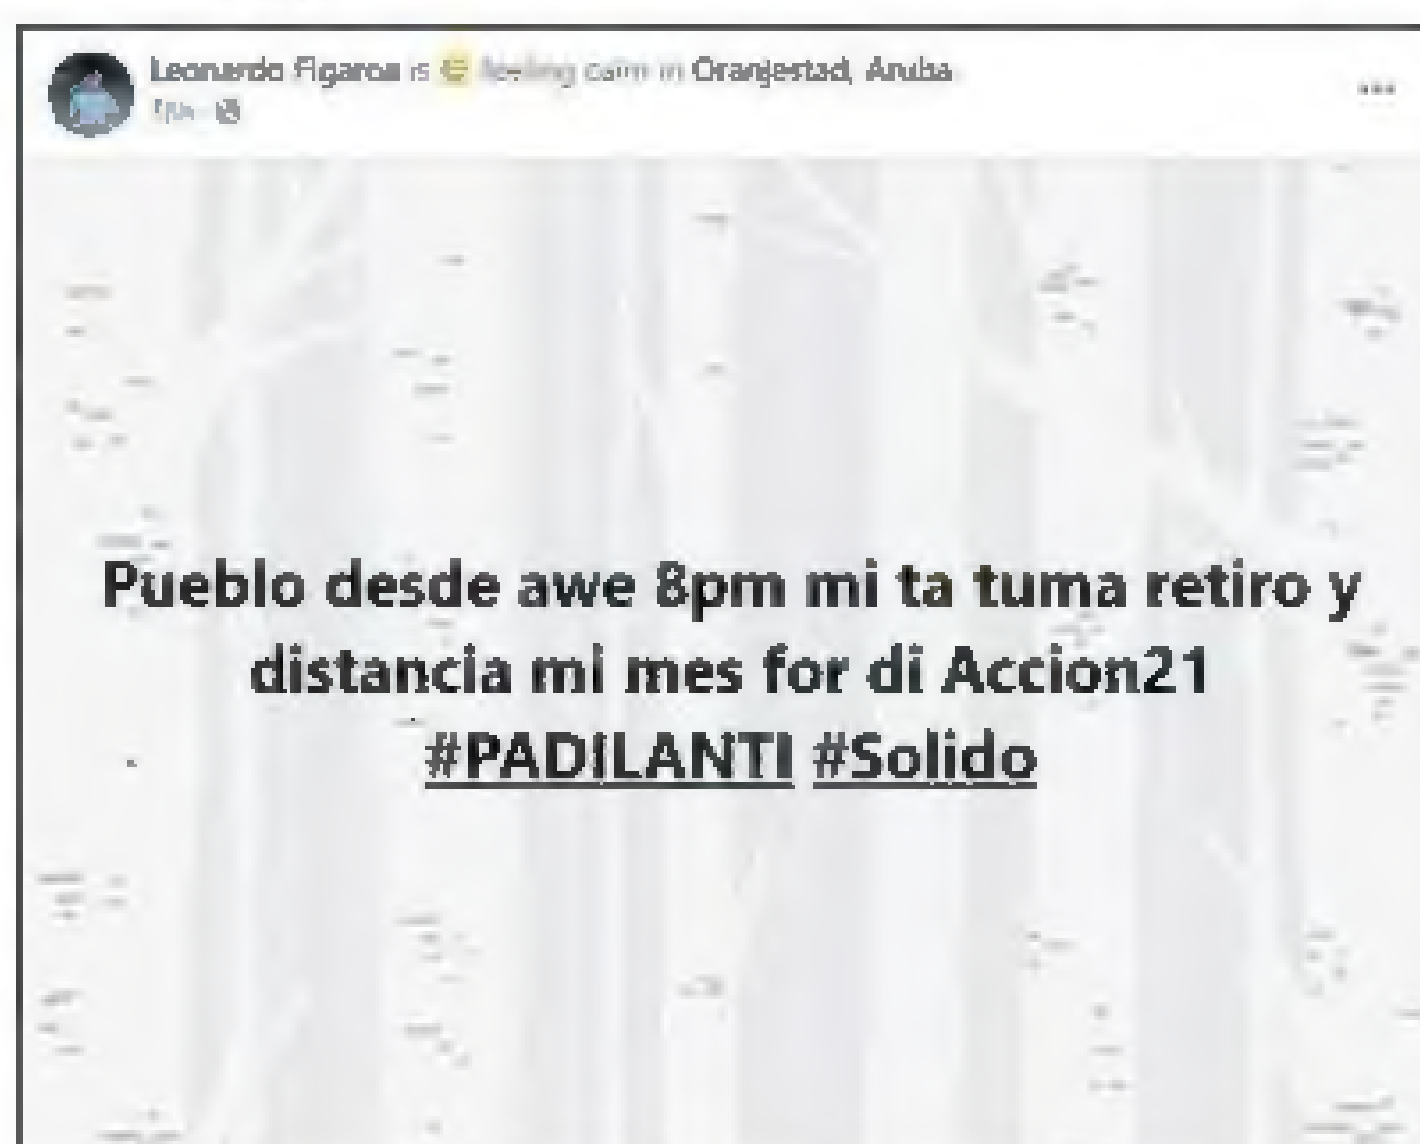 Leonardo Figaroa is feeling calm in Oranjestad, Aruba.
Pueblo desde awe 8pm mi ta tuma retiro y
distancia mi mes for di Accion21
#PADILANTI #Solido